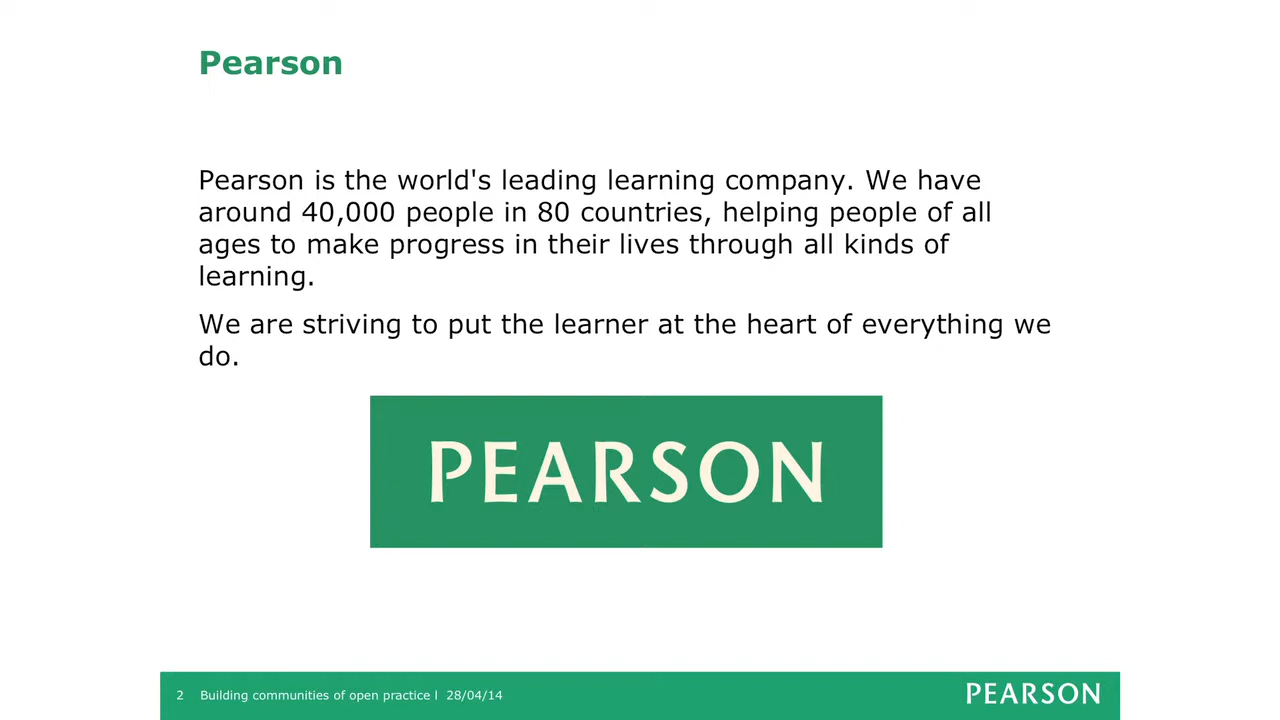 Pearson
Pearson is the world's leading learning company. We have
around 40,000 people in 80 countries, helping people of all
ages to make progress in their lives through all kinds of
learning.
We are striving to put the learner at the heart of everything we
do.
PEARSON
2 Building communities of open practice l 28/04/14
PEARSON